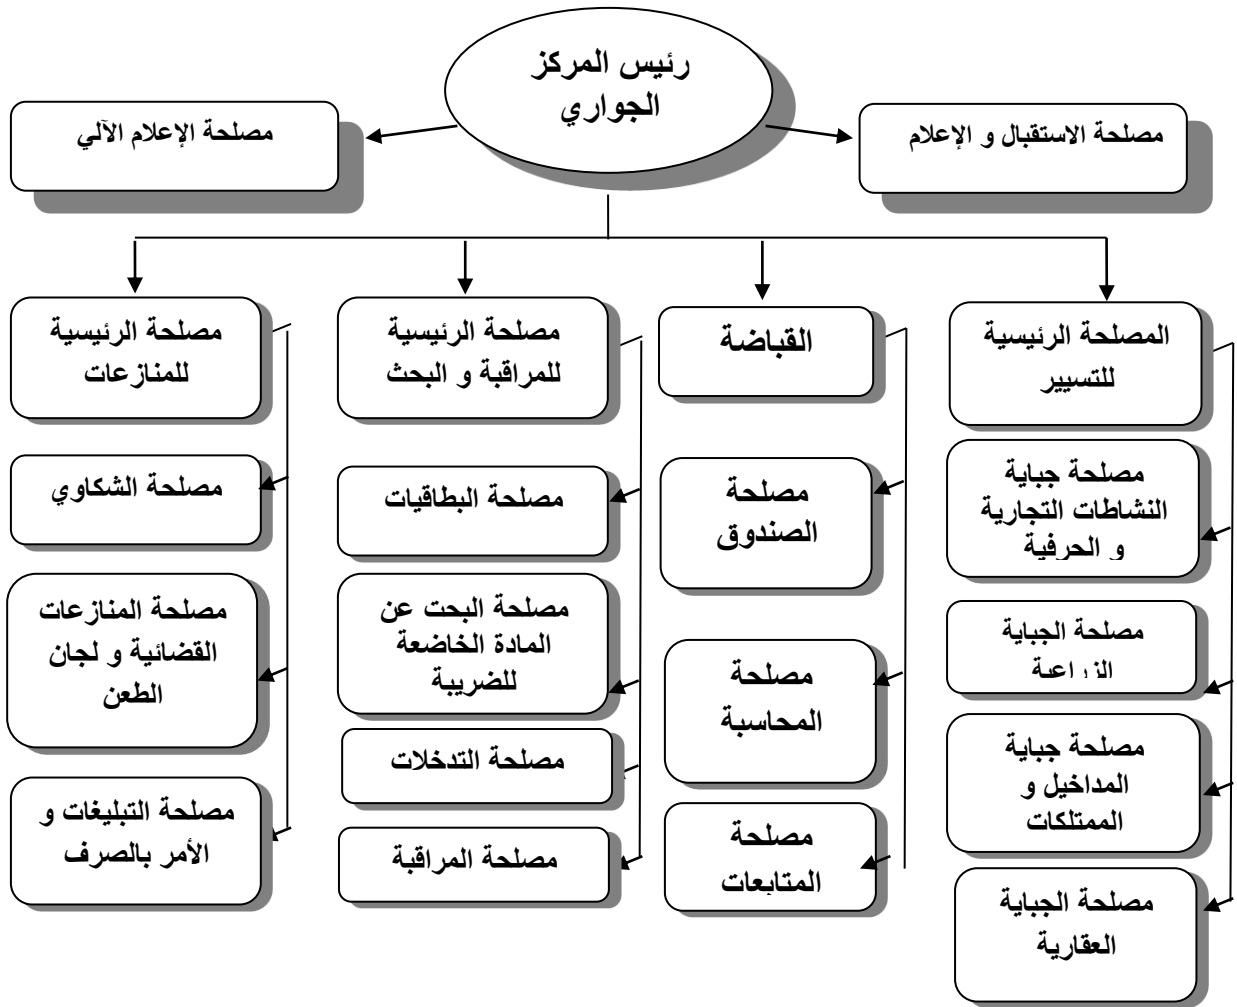 رئيس المركز
الجواري
مصلحة الاستقبال و الإعلام
مصلحة الإعلام الآلي
المصلحة الرئيسية
للتسيير
القباضة
مصلحة الرئيسية
للمراقبة و البحث
مصلحة الرئيسية
للمنازعات
مصلحة جباية
النشاطات التجارية
و الحرفية
مصلحة الجباية
الزراعية
مصلحة جباية
المداخيل و
الممتلكات
مصلحة الجباية
العقارية
مصلحة
الصندوق
مصلحة
المحاسبة
مصلحة
المتابعات
مصلحة البطاقيات
مصلحة البحت عن
المادة الخاضعة
للضريبة
مصلحة التدخلات
مصلحة المراقبة
مصلحة الشكاوي
مصلحة المنازعات
القضائية و لجان
الطعن
مصلحة التبليغات و
الأمر بالصرف